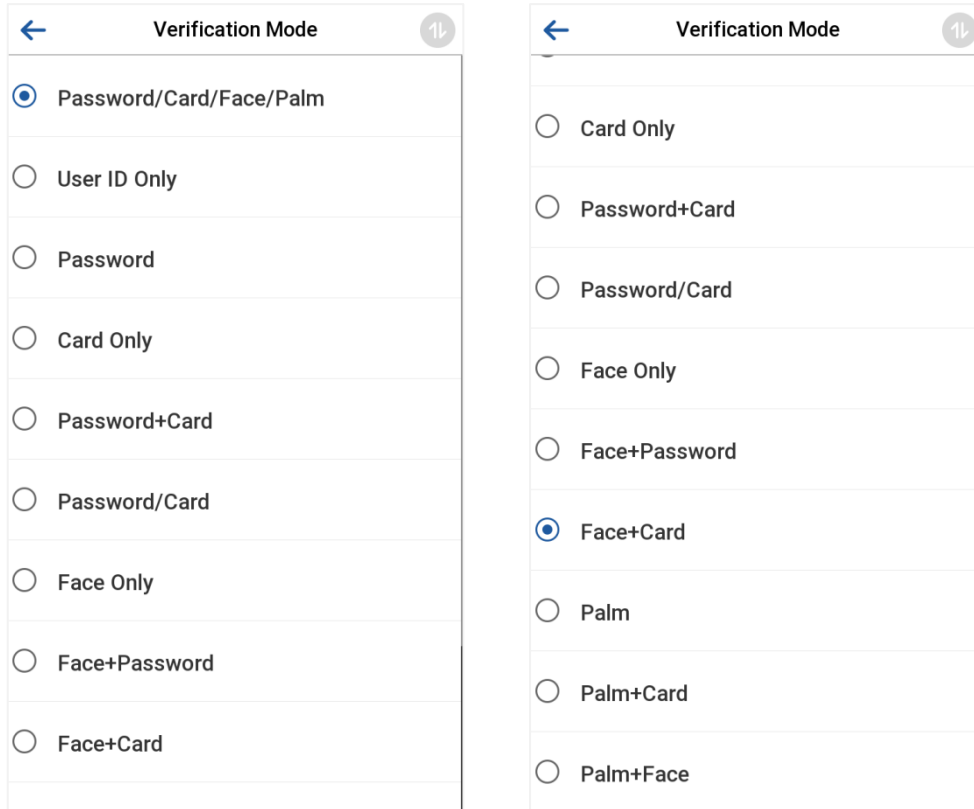 Verification Mode
Password/Card/Face/Palm
User ID Only
Password
Card Only
Password+Card
Password/Card
Face Only
Face+Password
Face+Card
Verification Mode
Card Only
Password+Card
Password/Card
Face Only
Face+Password
Face+Card
Palm
Palm+Card
Palm+Face